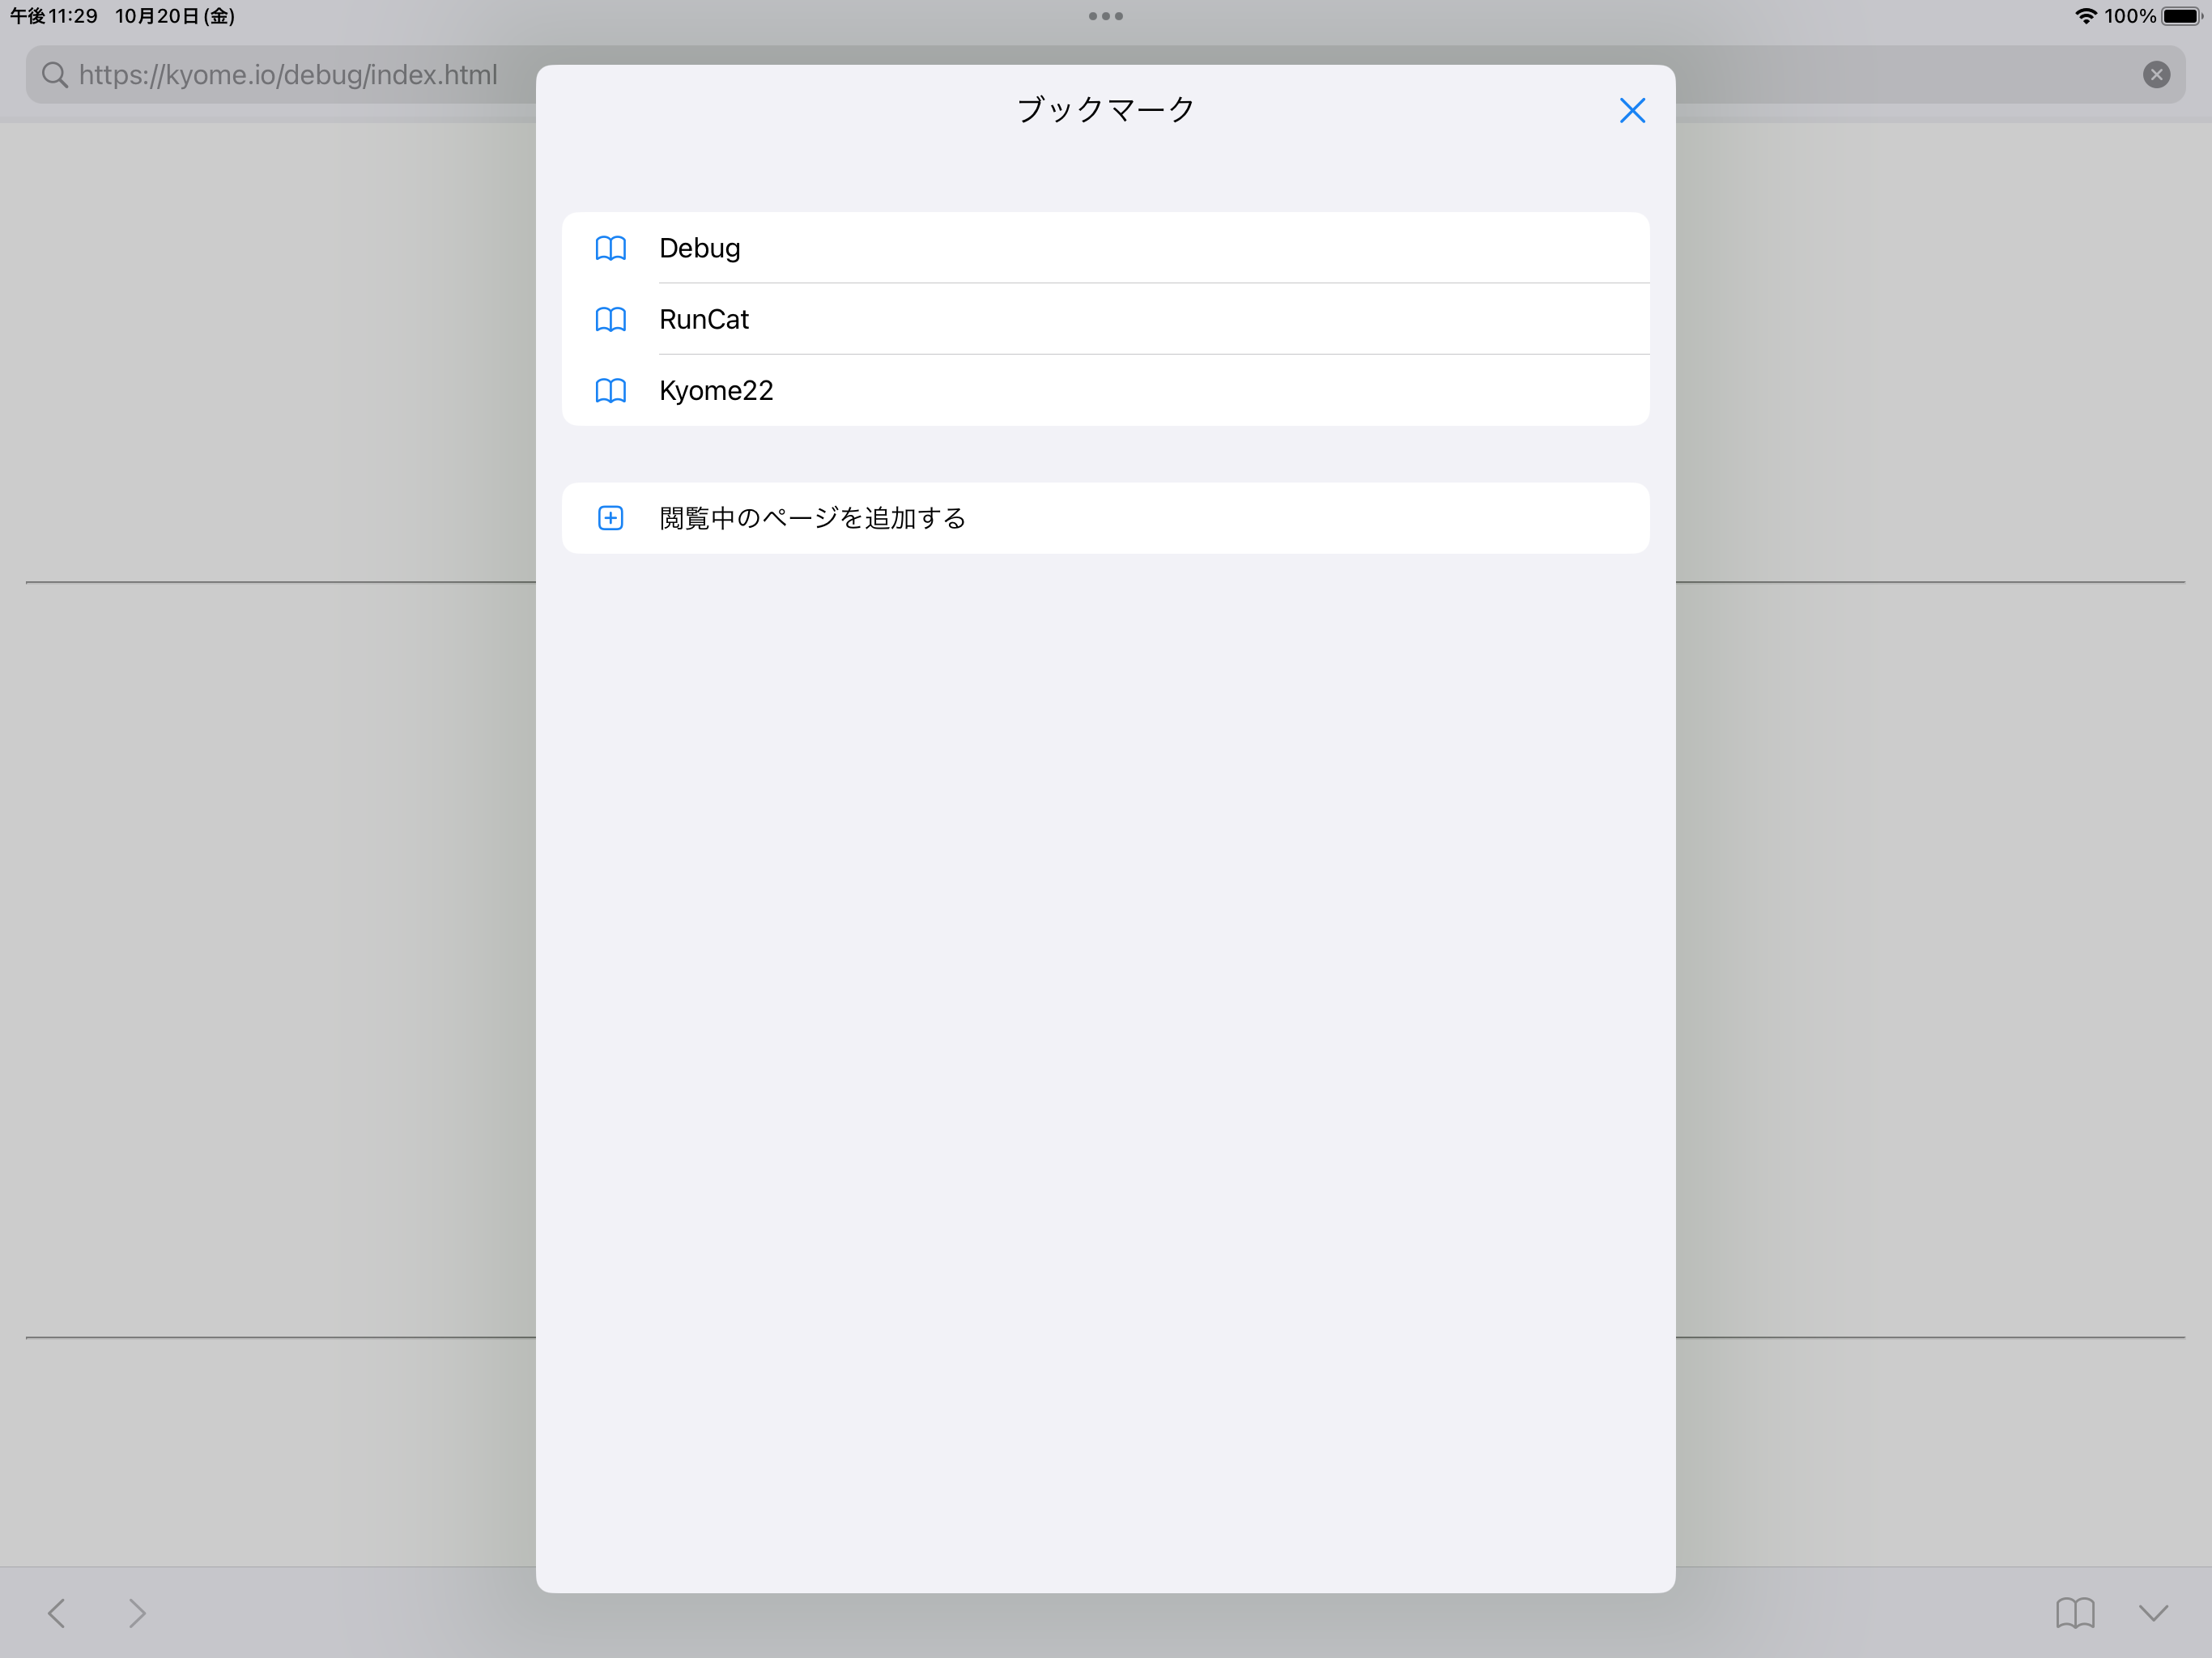 午後11:29 10月20日(金)
100%
https://kyome.io/debug/index.html
ブックマーク
Debug
RunCat
Kyome22
閲覧中のページを追加する